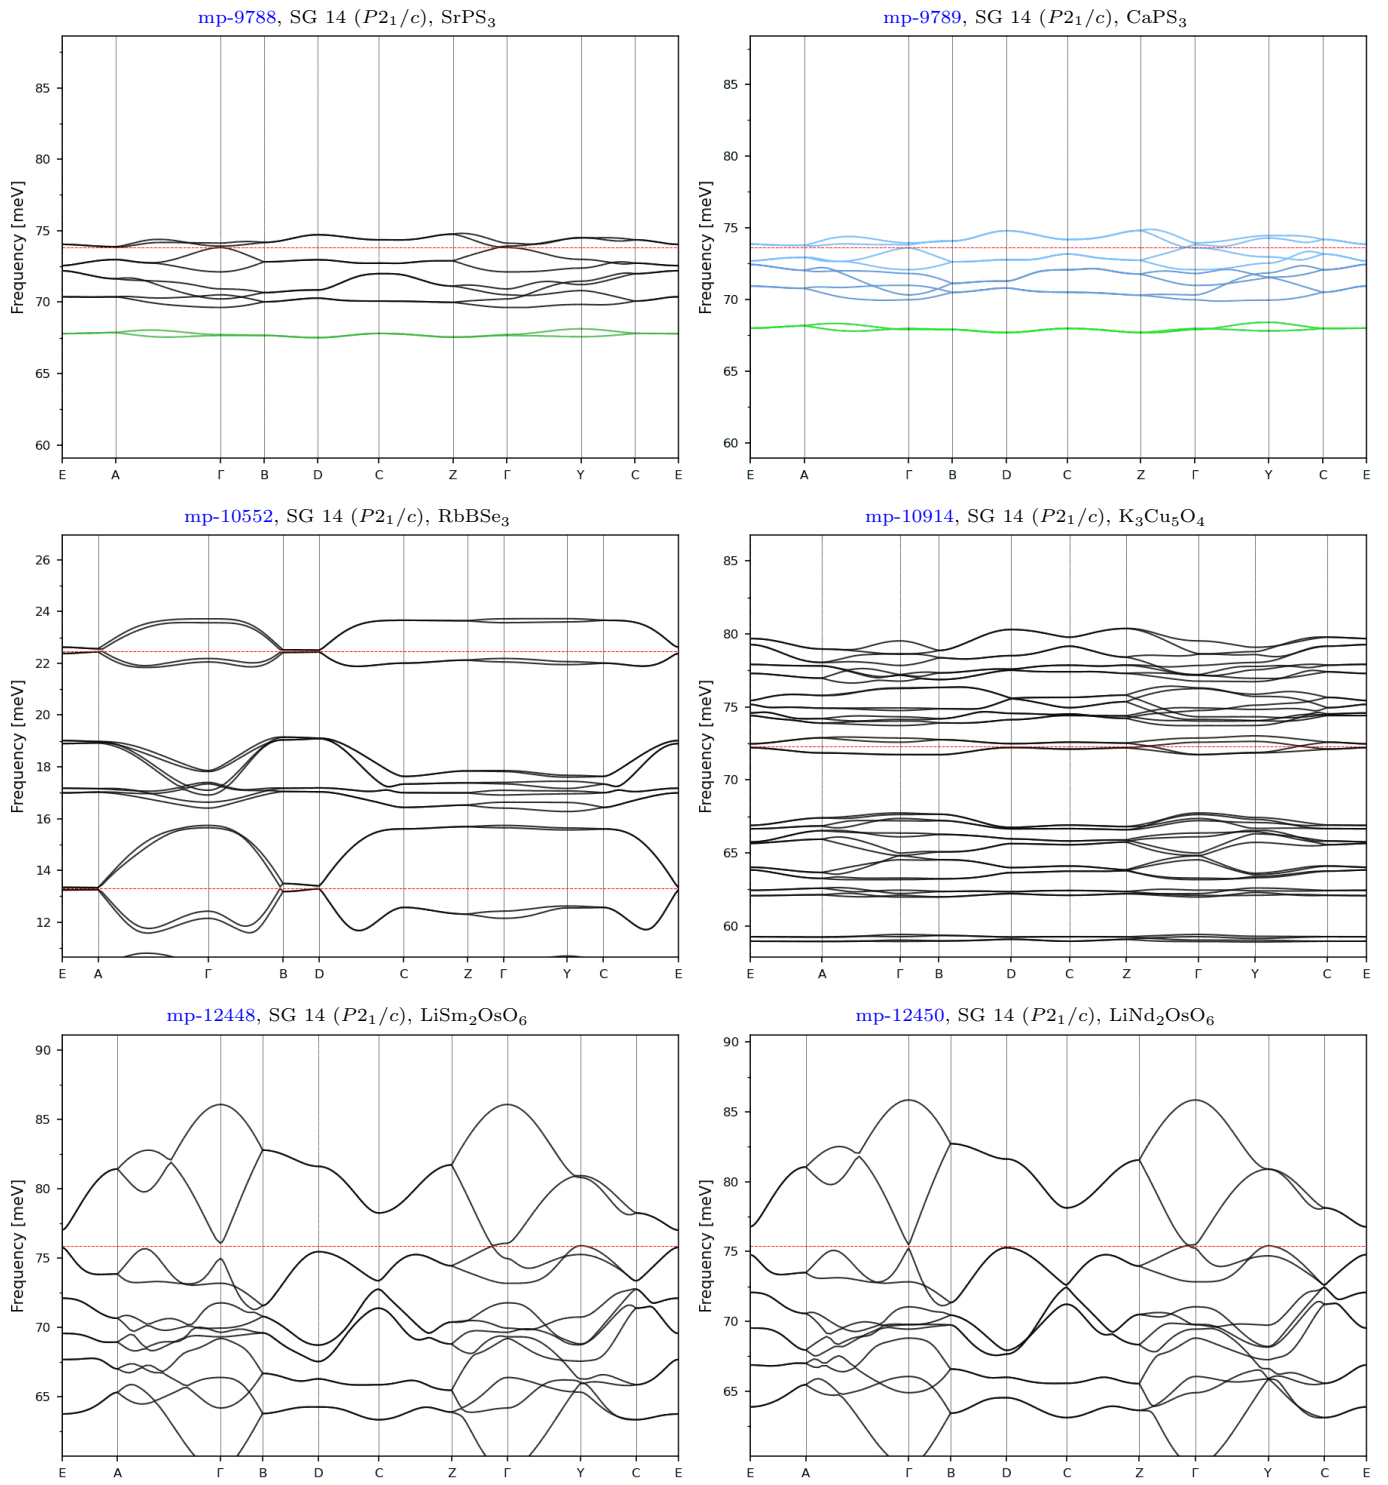 mp-9788, SG 14 (P2₁/c), SrPS₃
Frequency [meV]
85
80
75
70
65
60
E A Γ B D C Z Γ Y C E
mp-9789, SG 14 (P2₁/c), CaPS₃
Frequency [meV]
85
80
75
70
65
60
E A Γ B D C Z Γ Y C E
mp-10552, SG 14 (P2₁/c), RbBSe₃
Frequency [meV]
26
24
22
20
18
16
14
12
E A Γ B D C Z Γ Y C E
mp-10914, SG 14 (P2₁/c), K₃Cu₅O₄
Frequency [meV]
85
80
75
70
65
60
E A Γ B D C Z Γ Y C E
mp-12448, SG 14 (P2₁/c), LiSm₂OsO₆
Frequency [meV]
90
85
80
75
70
65
E A Γ B D C Z Γ Y C E
mp-12450, SG 14 (P2₁/c), LiNd₂OsO₆
Frequency [meV]
90
85
80
75
70
65
E A Γ B D C Z Γ Y C E